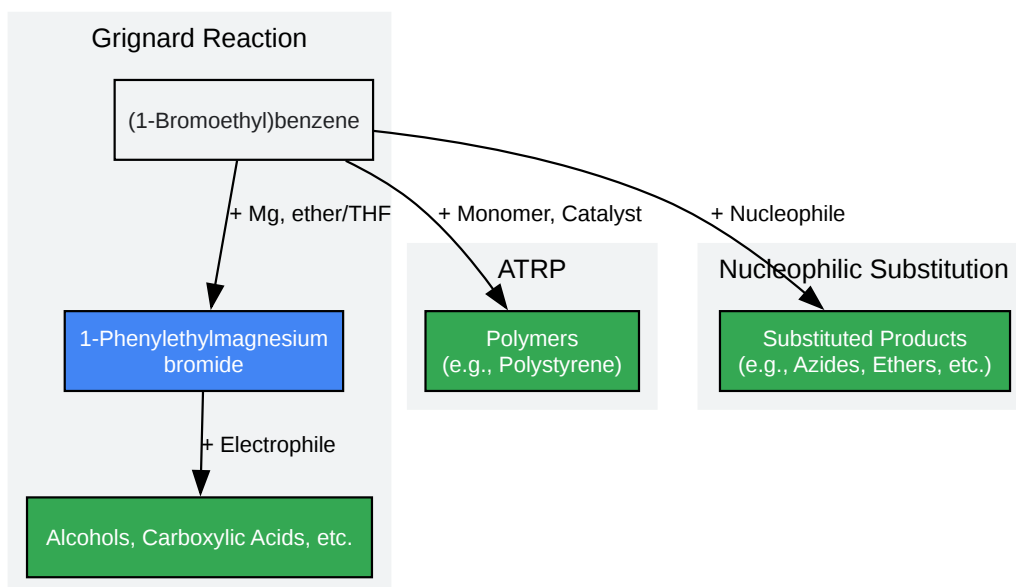 Grignard Reaction
(1-Bromoethyl)benzene
+ Mg, ether/THF
+ Monomer, Catalyst
+ Nucleophile
ATRP
Nucleophilic Substitution
1-Phenylethylmagnesium
bromide
Polymers
(e.g., Polystyrene)
Substituted Products
(e.g., Azides, Ethers, etc.)
+ Electrophile
Alcohols, Carboxylic Acids, etc.